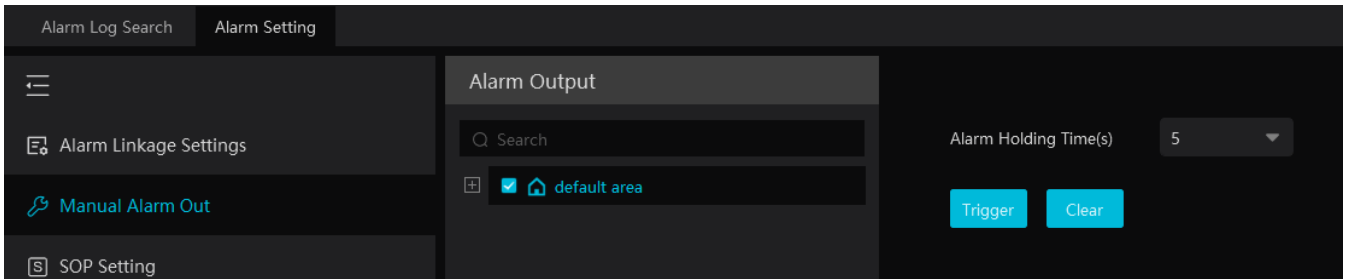 Alarm Log Search
Alarm Setting
Alarm Linkage Settings
Manual Alarm Out
SOP Setting
Alarm Output
Search
default area
Alarm Holding Time(s)
5
Trigger
Clear